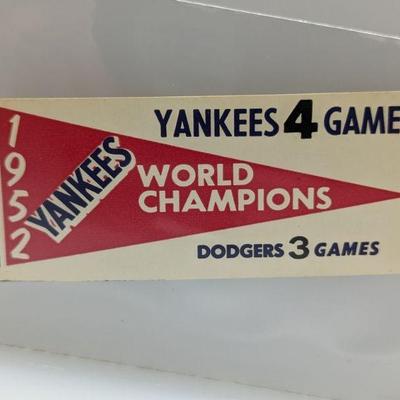 1952
YANKEES
WORLD
CHAMPIONS
YANKEES 4 GAME
DODGERS 3 GAMES